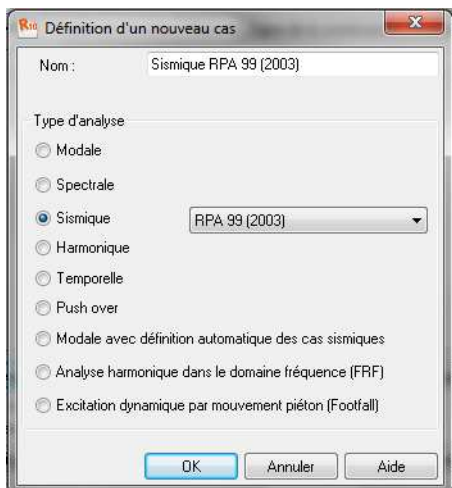 R10 Définition d'un nouveau cas
Nom : Sismique RPA 99 (2003)
Type d'analyse
Modale
Spectrale
Sismique RPA 99 (2003)
Harmonique
Temporelle
Push over
Modale avec définition automatique des cas sismiques
Analyse harmonique dans le domaine fréquence (FRF)
Excitation dynamique par mouvement piéton (Footfall)
OK Annuler Aide